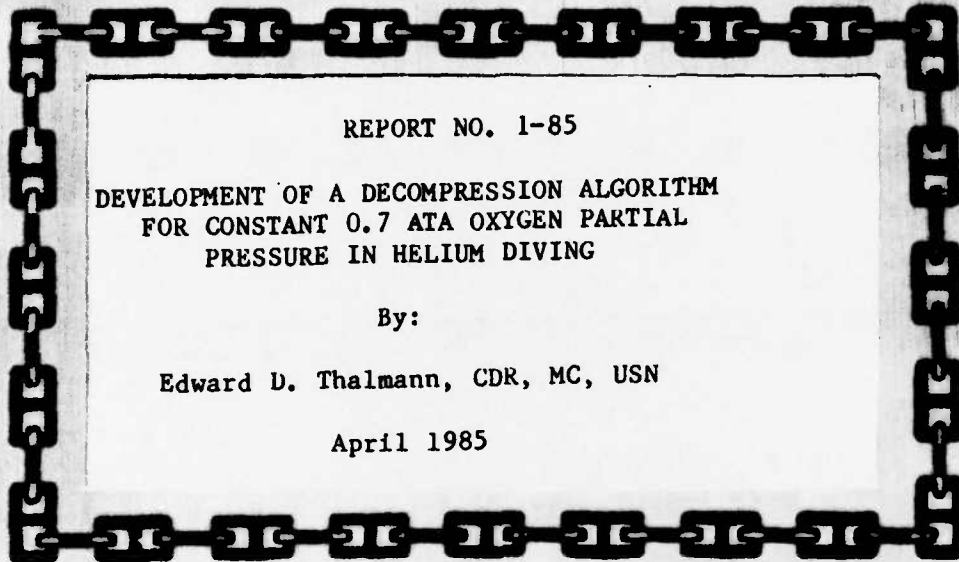 REPORT NO. 1-85
DEVELOPMENT OF A DECOMPRESSION ALGORITHM
FOR CONSTANT 0.7 ATA OXYGEN PARTIAL
PRESSURE IN HELIUM DIVING
By:
Edward D. Thalmann, CDR, MC, USN
April 1985